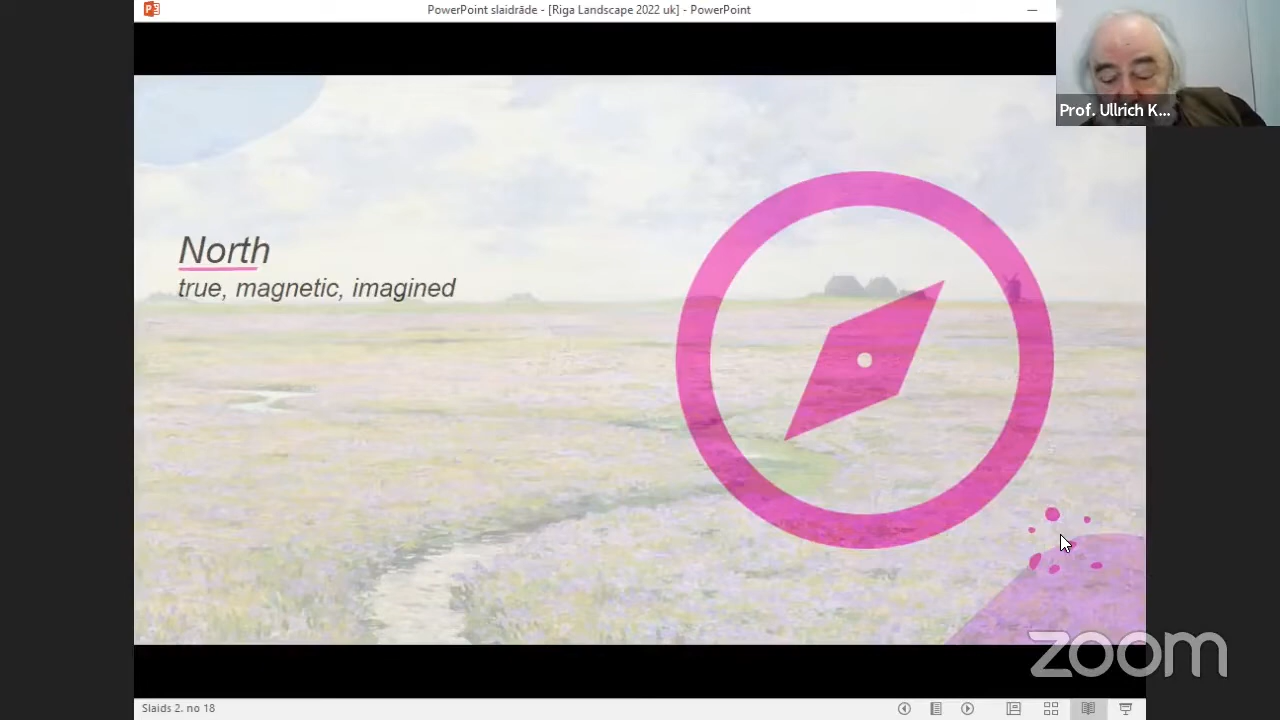 PowerPoint slaidrāde - [Riga Landscape 2022 uk] - PowerPoint
Prof. Ullrich K...
North
true, magnetic, imagined
zoom
Slaids 2. no 18